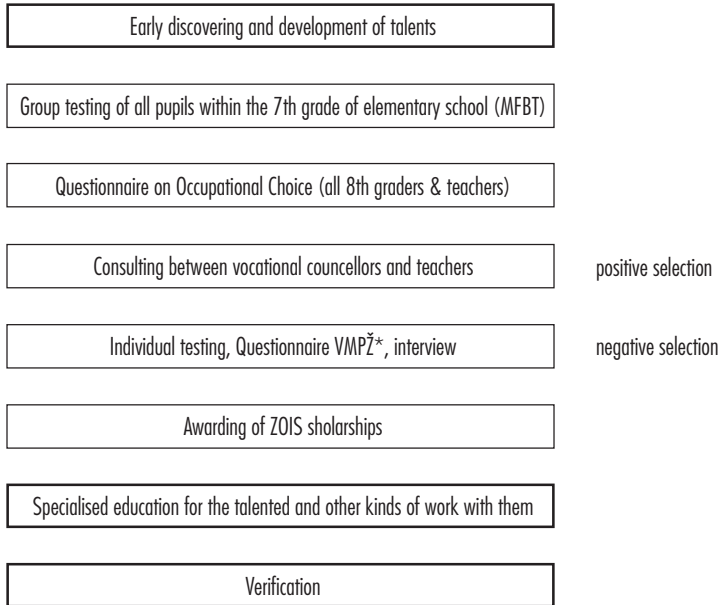 Early discovering and development of talents
Group testing of all pupils within the 7th grade of elementary school (MFBT)
Questionnaire on Occupational Choice (all 8th graders & teachers)
Consulting between vocational councellors and teachers
positive selection
Individual testing, Questionnaire VMPŽ*, interview
negative selection
Awarding of ZOIS sholarships
Specialised education for the talented and other kinds of work with them
Verification